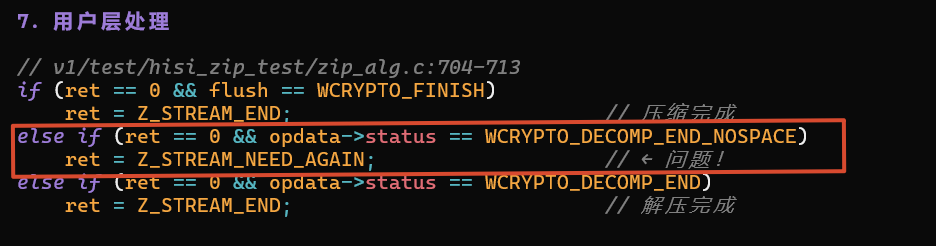 7. 用户层处理
// v1/test/hisi_zip_test/zip_alg.c:704-713
if (ret == 0 && flush == WCRYPTO_FINISH)
    ret = Z_STREAM_END;                          // 压缩完成
else if (ret == 0 && opdata->status == WCRYPTO_DECOMP_END_NOSPACE)
    ret = Z_STREAM_NEED_AGAIN;                   // ← 问题!
else if (ret == 0 && opdata->status == WCRYPTO_DECOMP_END)
    ret = Z_STREAM_END;                          // 解压完成